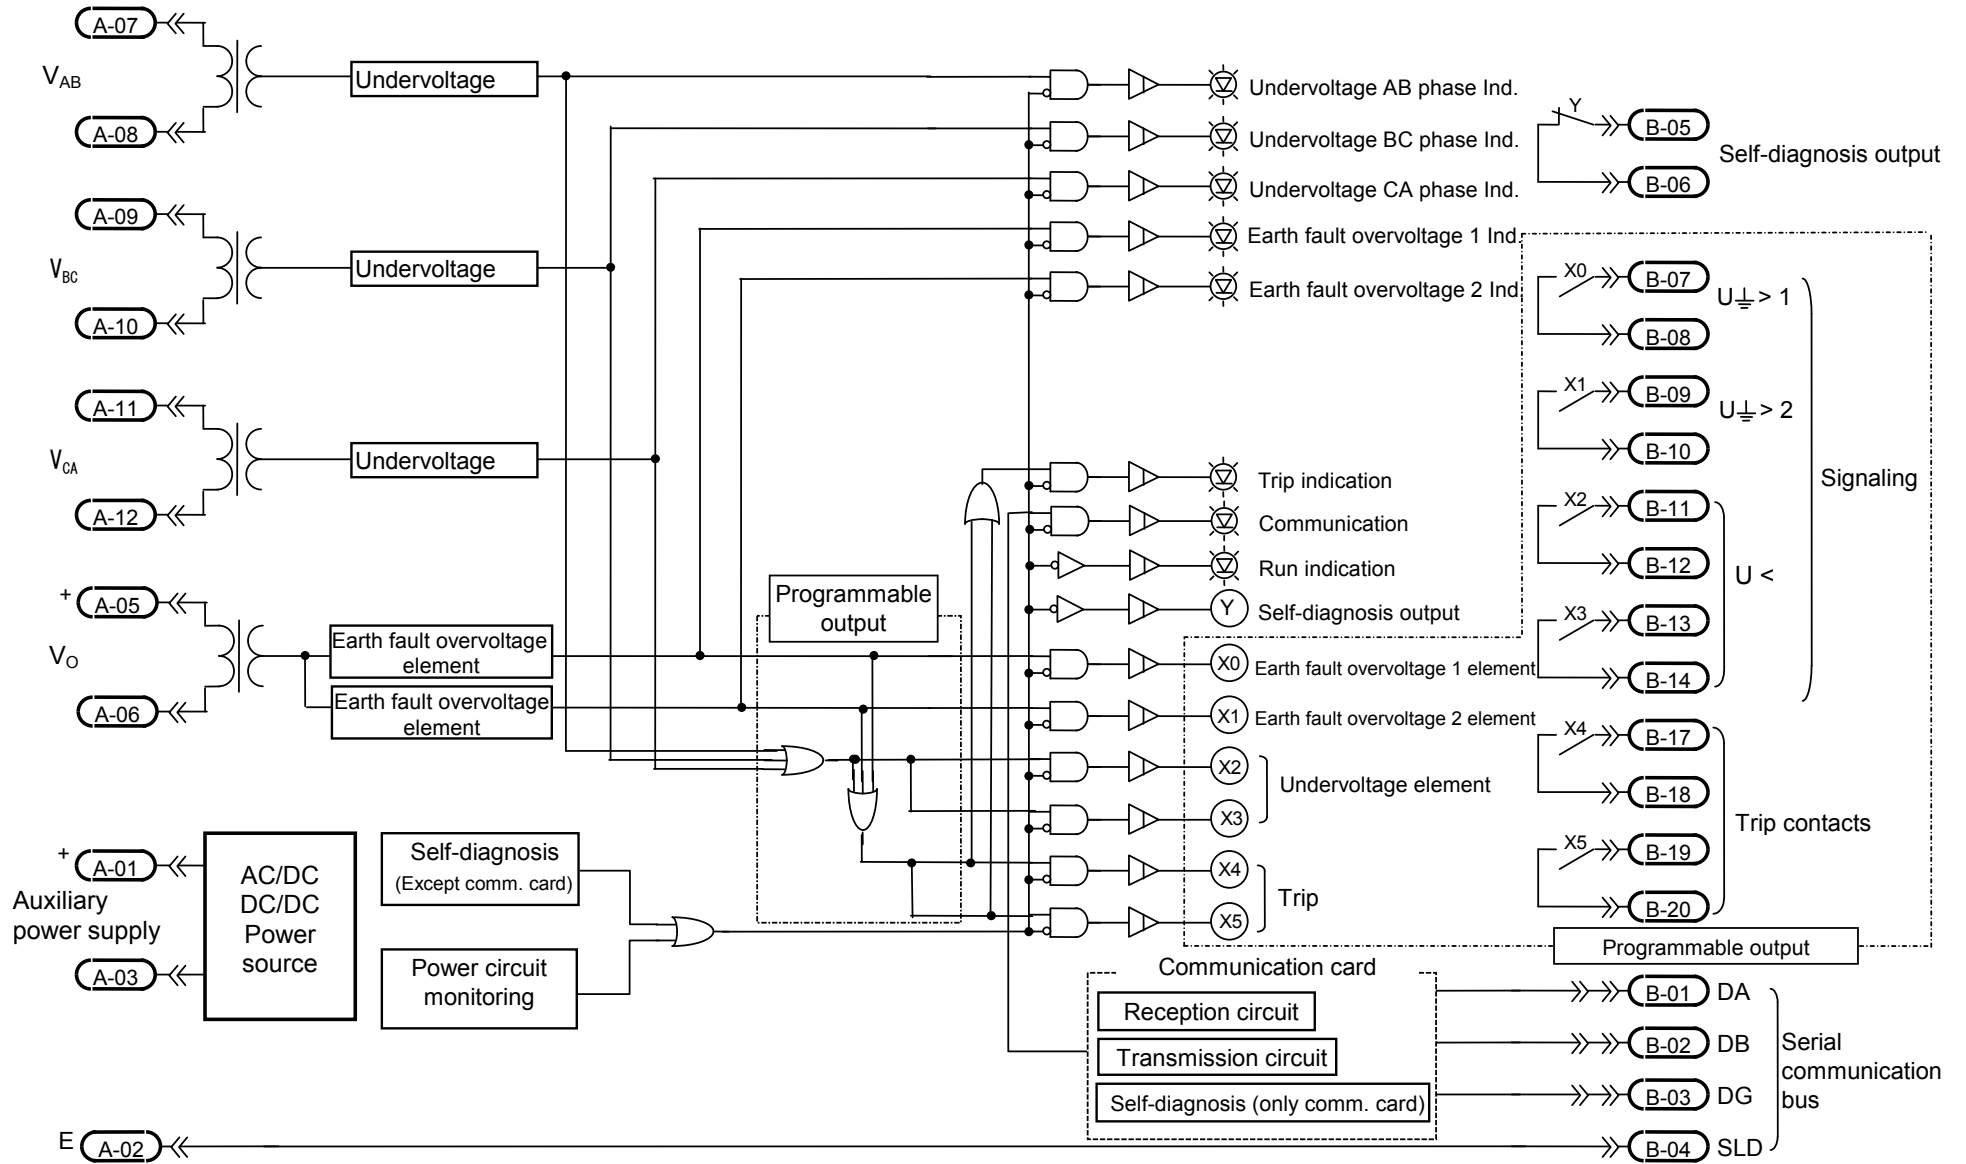 A-07
V_AB
A-08
Undervoltage
A-09
V_BC
A-10
Undervoltage
A-11
V_CA
A-12
Undervoltage
+
A-05
V_O
A-06
Earth fault overvoltage
element
Earth fault overvoltage
element
+
A-01
Auxiliary
power supply
A-03
AC/DC
DC/DC
Power
source
Self-diagnosis
(Except comm. card)
Power circuit
monitoring
E
A-02
Programmable
output
Undervoltage AB phase Ind.
Undervoltage BC phase Ind.
Undervoltage CA phase Ind.
Earth fault overvoltage 1 Ind.
Earth fault overvoltage 2 Ind.
Trip indication
Communication
Run indication
Y
Self-diagnosis output
X0
Earth fault overvoltage 1 element
X1
Earth fault overvoltage 2 element
X2
X3
Undervoltage element
X4
X5
Trip
Communication card
Reception circuit
Transmission circuit
Self-diagnosis (only comm. card)
Y
B-05
B-06
Self-diagnosis output
X0
B-07
B-08
U⏚> 1
X1
B-09
B-10
U⏚> 2
X2
B-11
B-12
X3
B-13
B-14
U <
Signaling
X4
B-17
B-18
X5
B-19
B-20
Trip contacts
Programmable output
B-01
DA
B-02
DB
B-03
DG
B-04
SLD
Serial
communication
bus